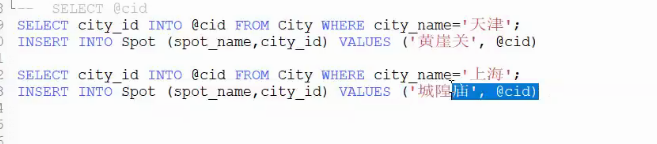 -- SELECT @cid
SELECT city_id INTO @cid FROM City WHERE city_name='天津';
INSERT INTO Spot (spot_name,city_id) VALUES ('黄崖关', @cid)
SELECT city_id INTO @cid FROM City WHERE city_name='上海';
INSERT INTO Spot (spot_name,city_id) VALUES ('城隍庙', @cid)